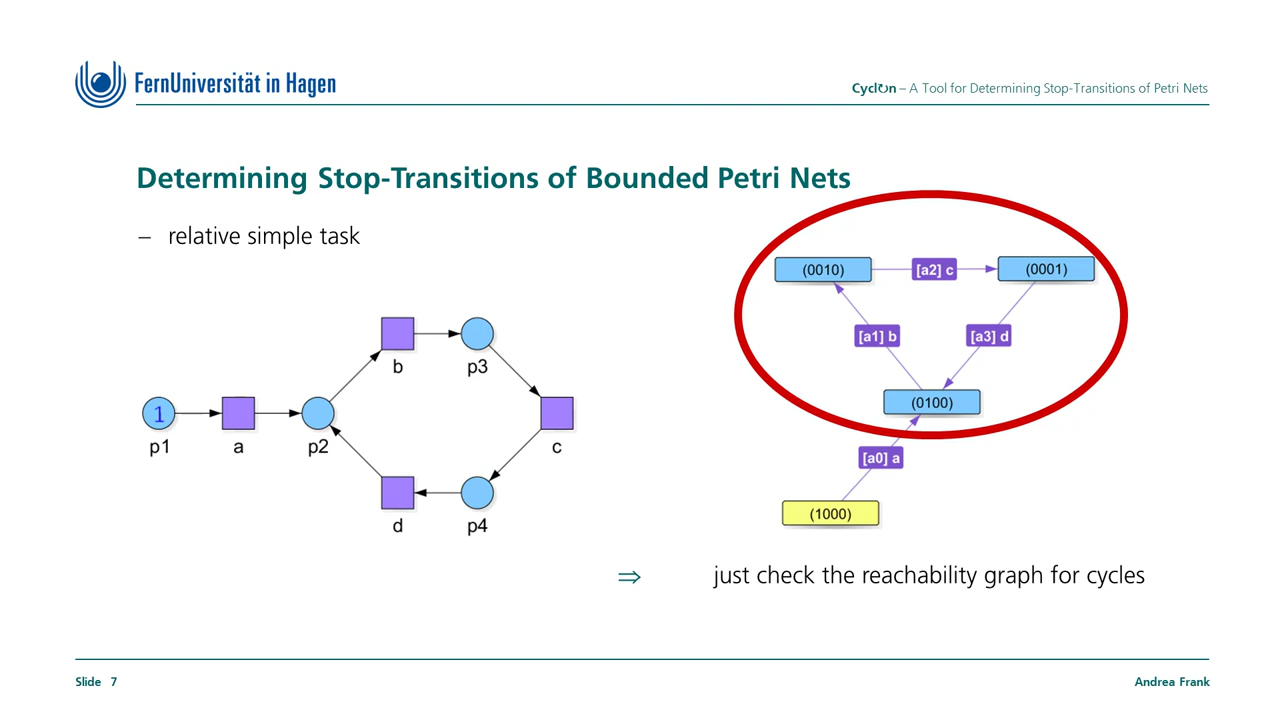 FernUniversität in Hagen
Cycl↻n – A Tool for Determining Stop-Transitions of Petri Nets
Determining Stop-Transitions of Bounded Petri Nets
– relative simple task
(0010)
[a2] c
(0001)
[a1] b
[a3] d
(0100)
[a0] a
(1000)
b
p3
1
p1
a
p2
c
d
p4
⇒ just check the reachability graph for cycles
Slide 7
Andrea Frank